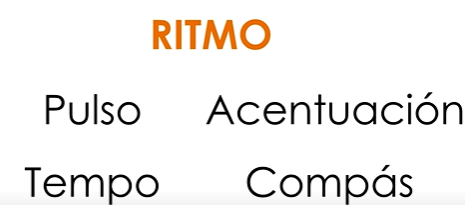 RITMO
Pulso Acentuación
Tempo Compás